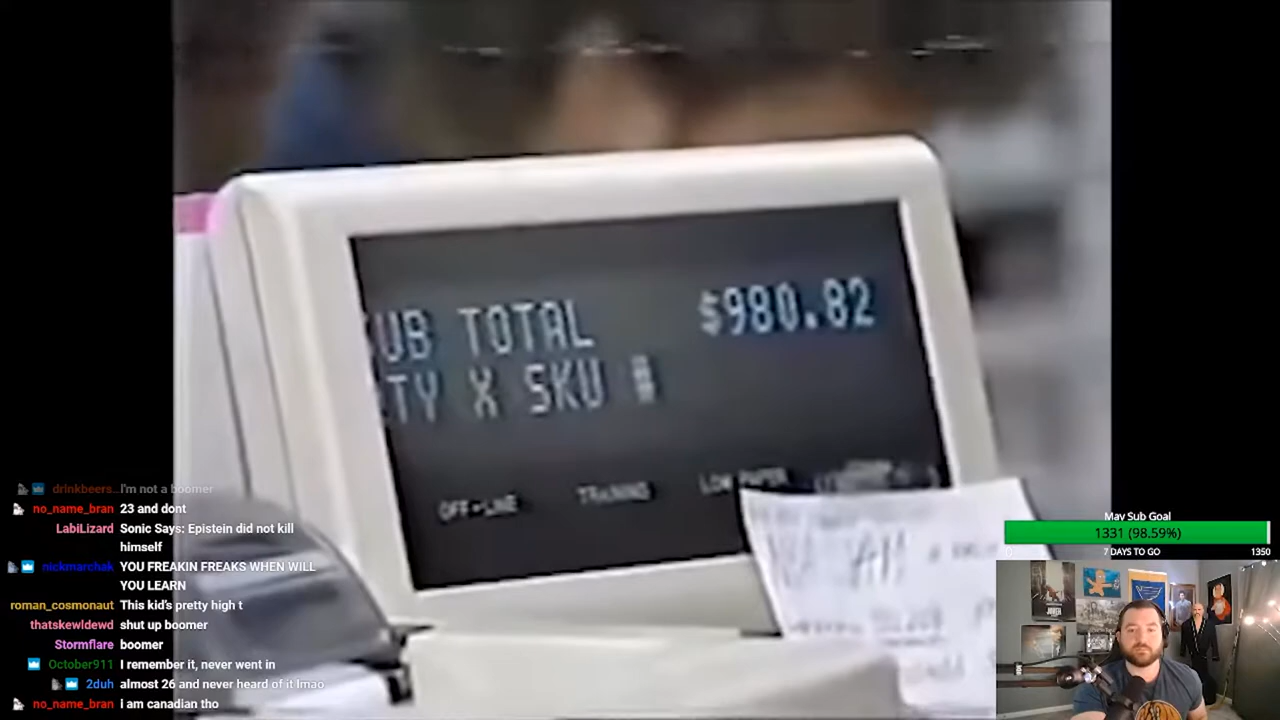 SUB TOTAL $980.82
QTY X SKU #
OFF-LINE TRAINING LOW PAPER
drinkbeers... I'm not a boomer
no_name_bran 23 and dont
LabiLizard Sonic Says: Epistein did not kill
himself
nickmarchak YOU FREAKIN FREAKS WHEN WILL
YOU LEARN
roman_cosmonaut This kid's pretty high t
thatskewldewd shut up boomer
Stormflare boomer
October911 I remember it, never went in
2duh almost 26 and never heard of it lmao
no_name_bran i am canadian tho
May Sub Goal
1331 (98.59%)
0 7 DAYS TO GO 1350